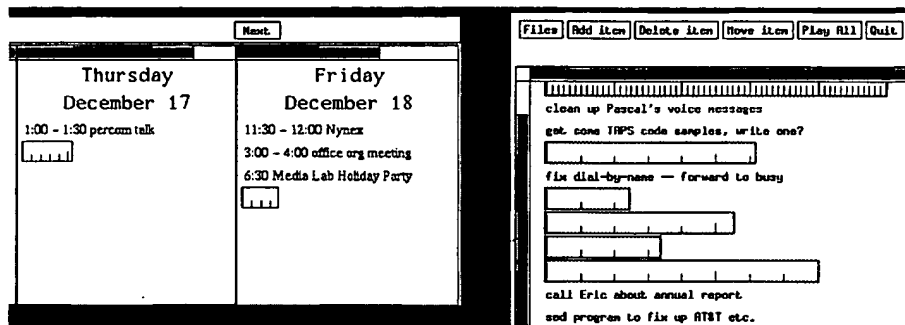 Next
Thursday
December 17
1:00 – 1:30 percom talk
Friday
December 18
11:30 – 12:00 Nynex
3:00 – 4:00 office org meeting
6:30 Media Lab Holiday Party
Files Add item Delete item Move item Play All Quit
clean up Pascal's voice messages
get some TAPS code samples, write one?
fix dial-by-name — forward to busy
call Eric about annual report
sed program to fix up AT&T etc.